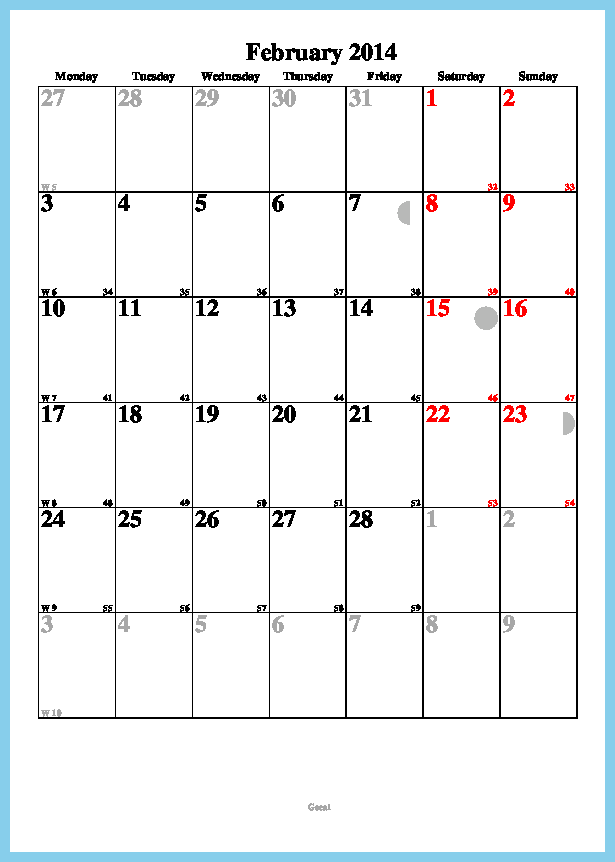 February 2014
Monday Tuesday Wednesday Thursday Friday Saturday Sunday
27 28 29 30 31 1 2
W 5 32 33
3 4 5 6 7 8 9
W 6 34 35 36 37 38 39 40
10 11 12 13 14 15 16
W 7 41 42 43 44 45 46 47
17 18 19 20 21 22 23
W 8 48 49 50 51 52 53 54
24 25 26 27 28 1 2
W 9 55 56 57 58 59
3 4 5 6 7 8 9
W 10